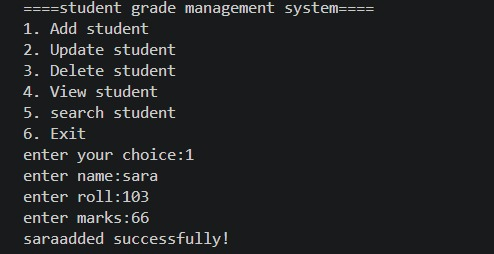 ====student grade management system====
1. Add student
2. Update student
3. Delete student
4. View student
5. search student
6. Exit
enter your choice:1
enter name:sara
enter roll:103
enter marks:66
saraadded successfully!